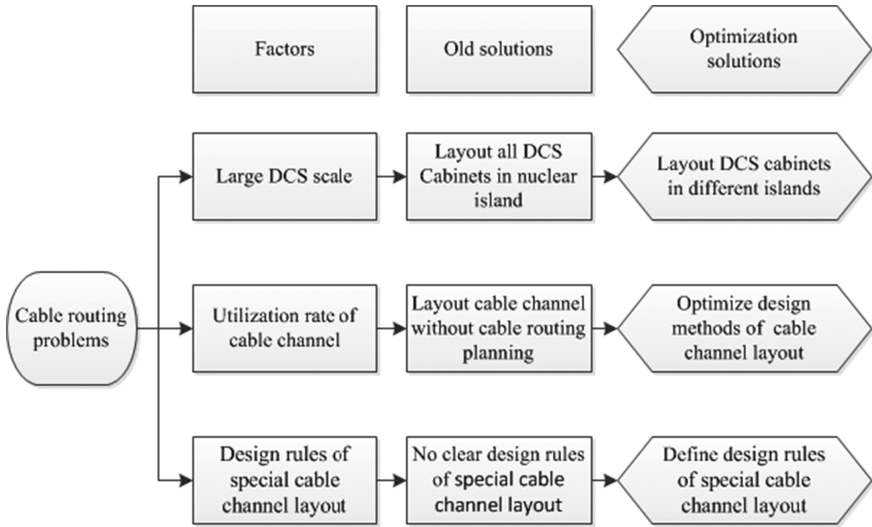 Factors
Old solutions
Optimization
solutions
Large DCS scale
Layout all DCS
Cabinets in nuclear
island
Layout DCS cabinets
in different islands
Cable routing
problems
Utilization rate of
cable channel
Layout cable channel
without cable routing
planning
Optimize design
methods of cable
channel layout
Design rules of
special cable
channel layout
No clear design rules
of special cable
channel layout
Define design rules
of special cable
channel layout